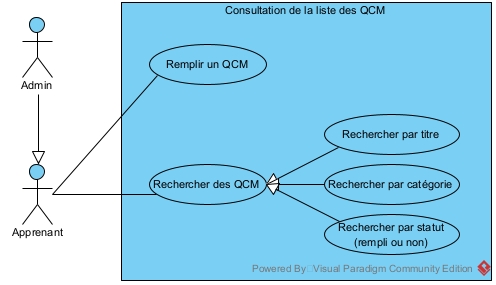 Consultation de la liste des QCM
Admin
Remplir un QCM
Apprenant
Rechercher des QCM
Rechercher par titre
Rechercher par catégorie
Rechercher par statut
(rempli ou non)
Powered By Visual Paradigm Community Edition